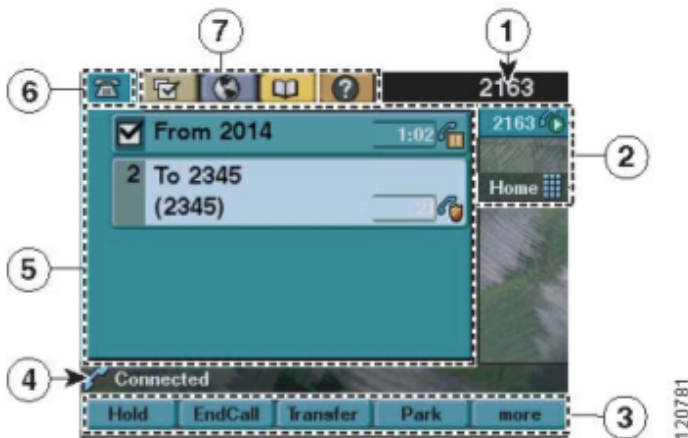 7
1
6
2163
From 2014
1:02
2163
2
2 To 2345
Home
(2345)
5
4
Connected
Hold EndCall Transfer Park more
3
120781